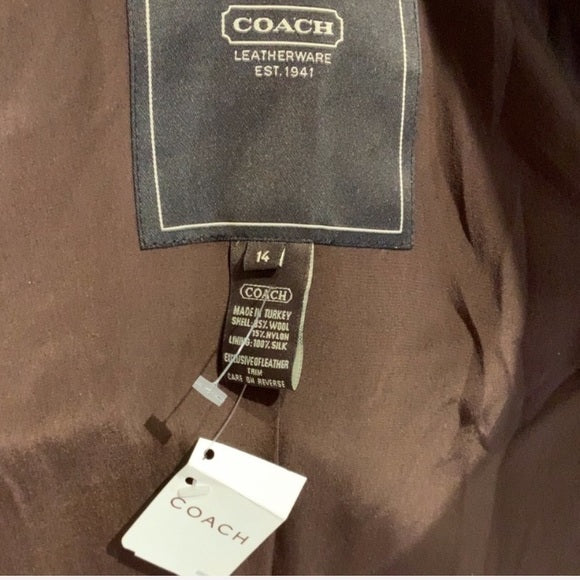 COACH
LEATHERWARE
EST. 1941
14
COACH
MADE IN TURKEY
SHELL: 85% WOOL
15% NYLON
LINING: 100% SILK
EXCLUSIVE OF LEATHER
TRIM
CARE ON REVERSE
COACH